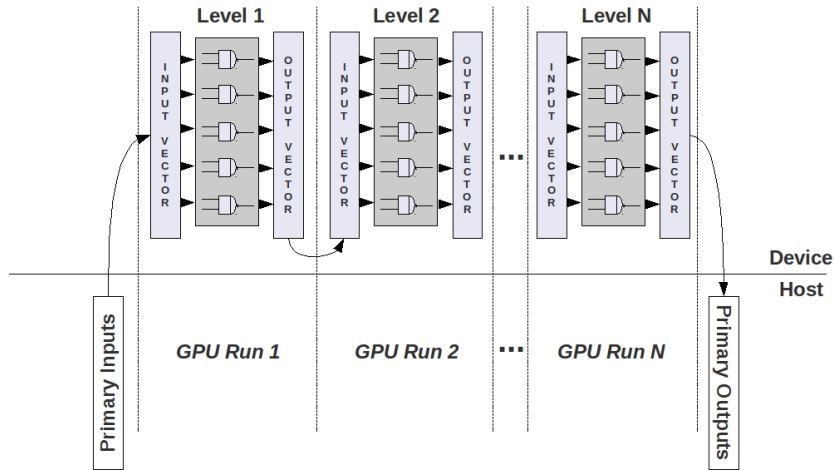 Level 1
Level 2
Level N
INPUT VECTOR
OUTPUT VECTOR
INPUT VECTOR
OUTPUT VECTOR
...
INPUT VECTOR
OUTPUT VECTOR
Device
Host
Primary Inputs
GPU Run 1
GPU Run 2
...
GPU Run N
Primary Outputs